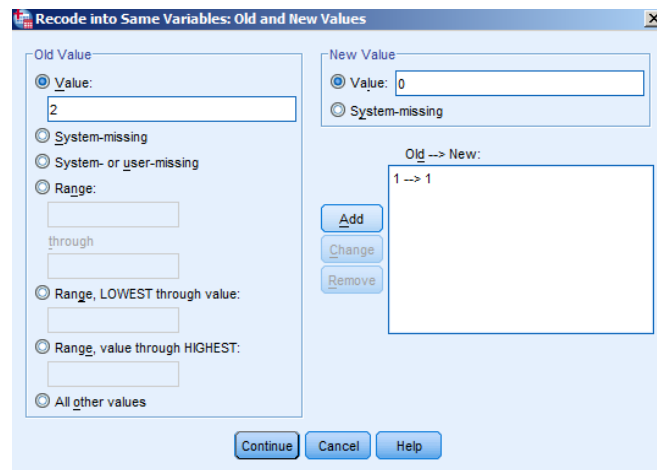 Recode into Same Variables: Old and New Values
Old Value
Value:
2
System-missing
System- or user-missing
Range:
through
Range, LOWEST through value:
Range, value through HIGHEST:
All other values
New Value
Value: 0
System-missing
Old --> New:
1 --> 1
Add
Change
Remove
Continue
Cancel
Help